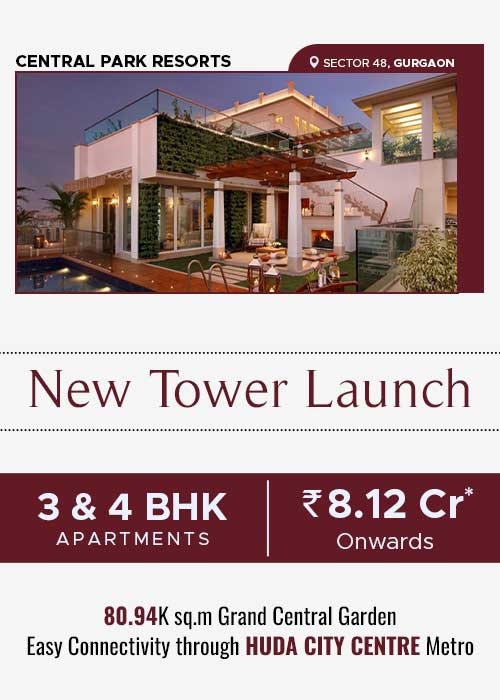 CENTRAL PARK RESORTS
SECTOR 48, GURGAON
New Tower Launch
3 & 4 BHK
APARTMENTS
₹8.12 Cr*
Onwards
80.94K sq.m Grand Central Garden
Easy Connectivity through HUDA CITY CENTRE Metro